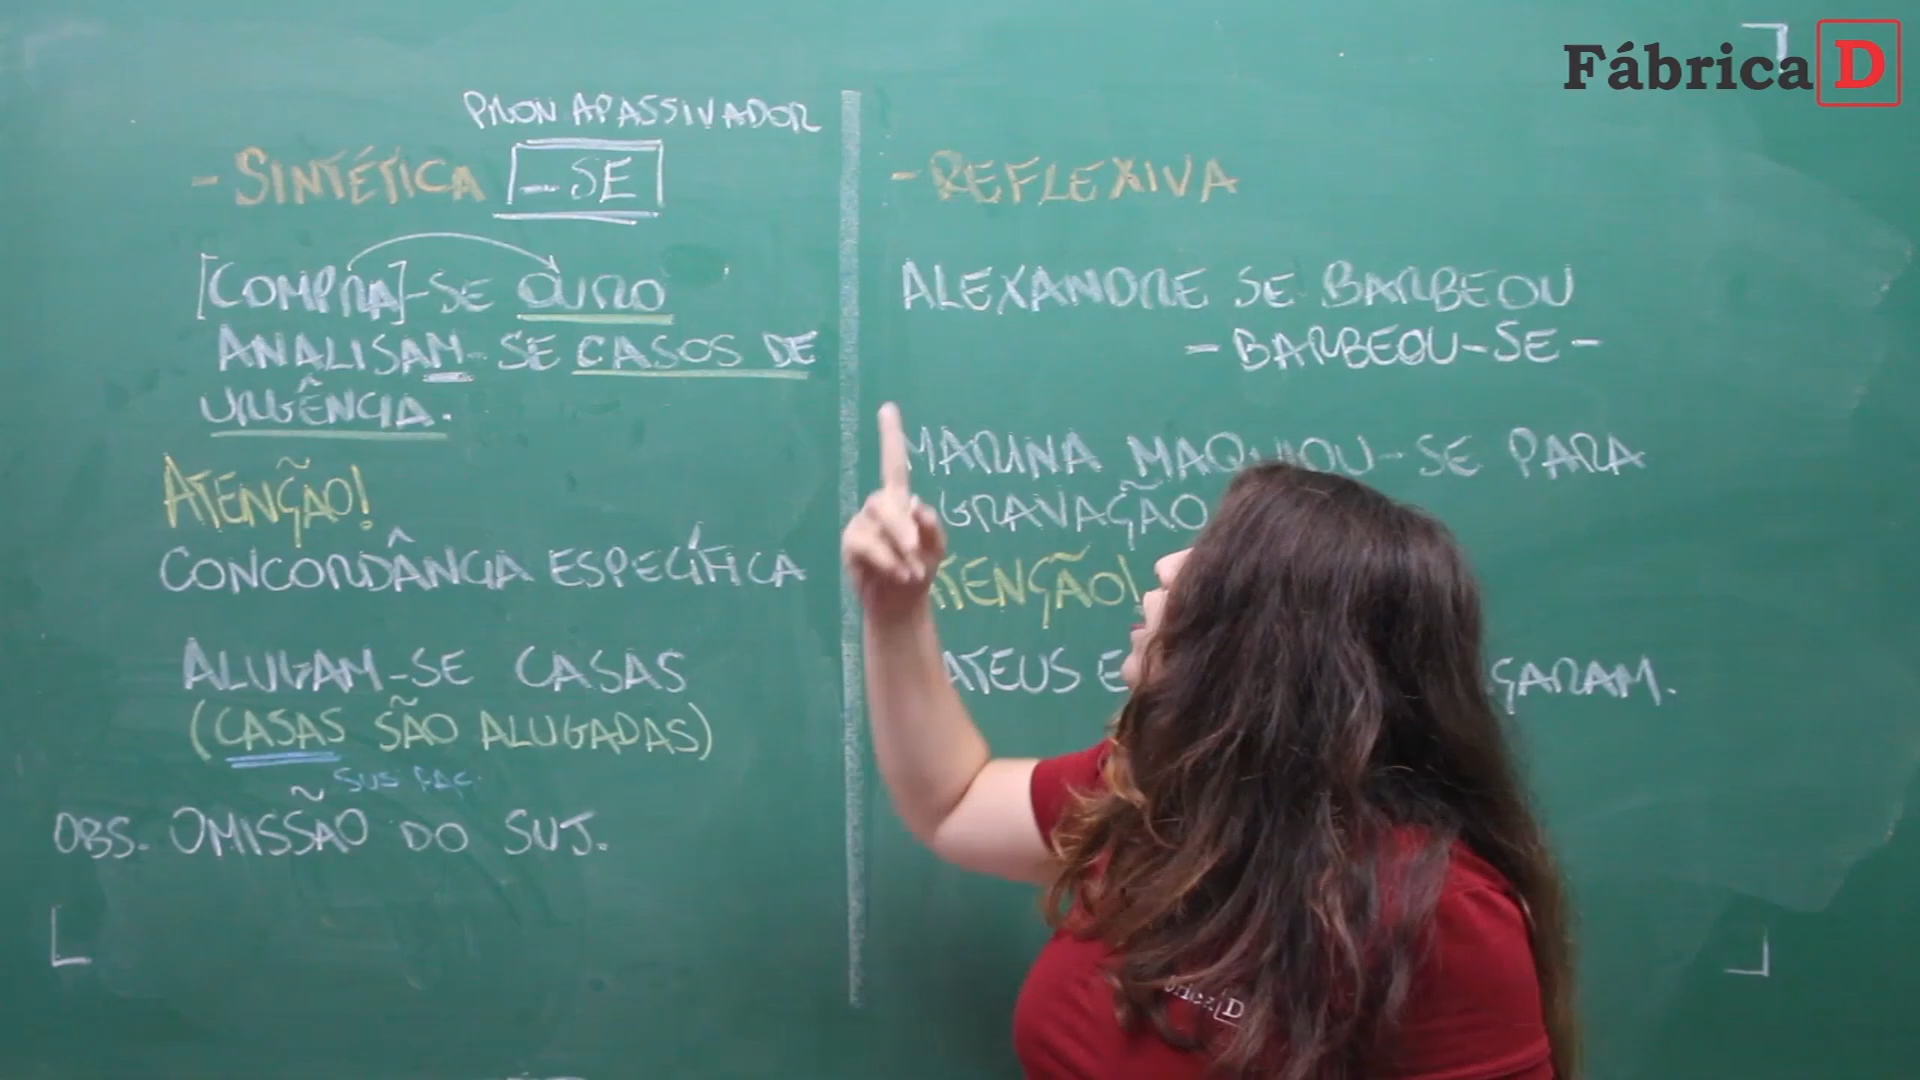 Fábrica D
PRON APASSIVADOR
- SINTÉTICA - SE
[COMPRA]-SE OURO
ANALISAM-SE CASOS DE
URGÊNCIA.
ATENÇÃO!
CONCORDÂNCIA ESPECÍFICA
ALUGAM-SE CASAS
(CASAS SÃO ALUGADAS)
SUJ PAC.
OBS. OMISSÃO DO SUJ.
- REFLEXIVA
ALEXANDRE SE BARBEOU
- BARBEOU-SE -
MARINA MAQUIOU-SE PARA
GRAVAÇÃO
ATENÇÃO!
ATEUS E ÇARAM.